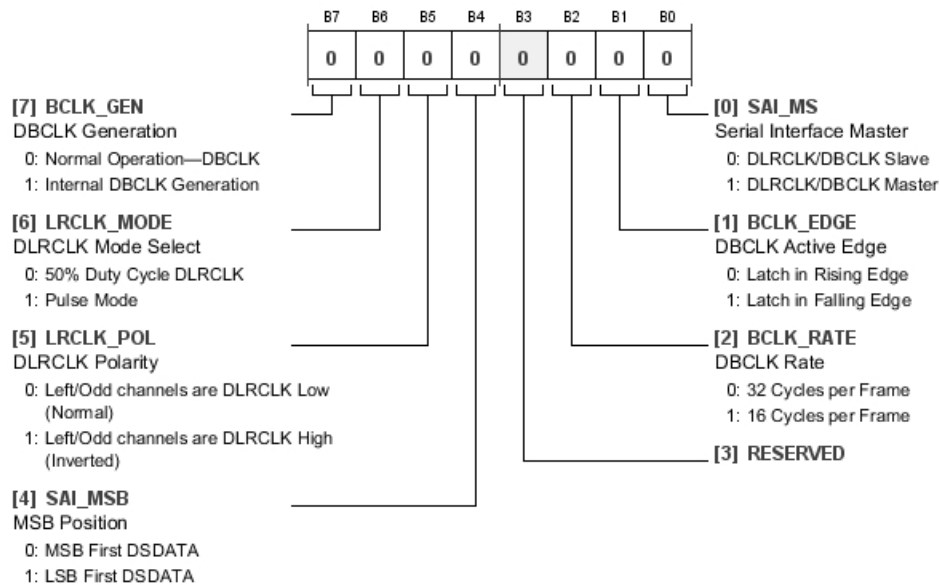 B7 B6 B5 B4 B3 B2 B1 B0
0 0 0 0 0 0 0 0
[7] BCLK_GEN
DBCLK Generation
0: Normal Operation—DBCLK
1: Internal DBCLK Generation
[6] LRCLK_MODE
DLRCLK Mode Select
0: 50% Duty Cycle DLRCLK
1: Pulse Mode
[5] LRCLK_POL
DLRCLK Polarity
0: Left/Odd channels are DLRCLK Low
(Normal)
1: Left/Odd channels are DLRCLK High
(Inverted)
[4] SAI_MSB
MSB Position
0: MSB First DSDATA
1: LSB First DSDATA
[0] SAI_MS
Serial Interface Master
0: DLRCLK/DBCLK Slave
1: DLRCLK/DBCLK Master
[1] BCLK_EDGE
DBCLK Active Edge
0: Latch in Rising Edge
1: Latch in Falling Edge
[2] BCLK_RATE
DBCLK Rate
0: 32 Cycles per Frame
1: 16 Cycles per Frame
[3] RESERVED